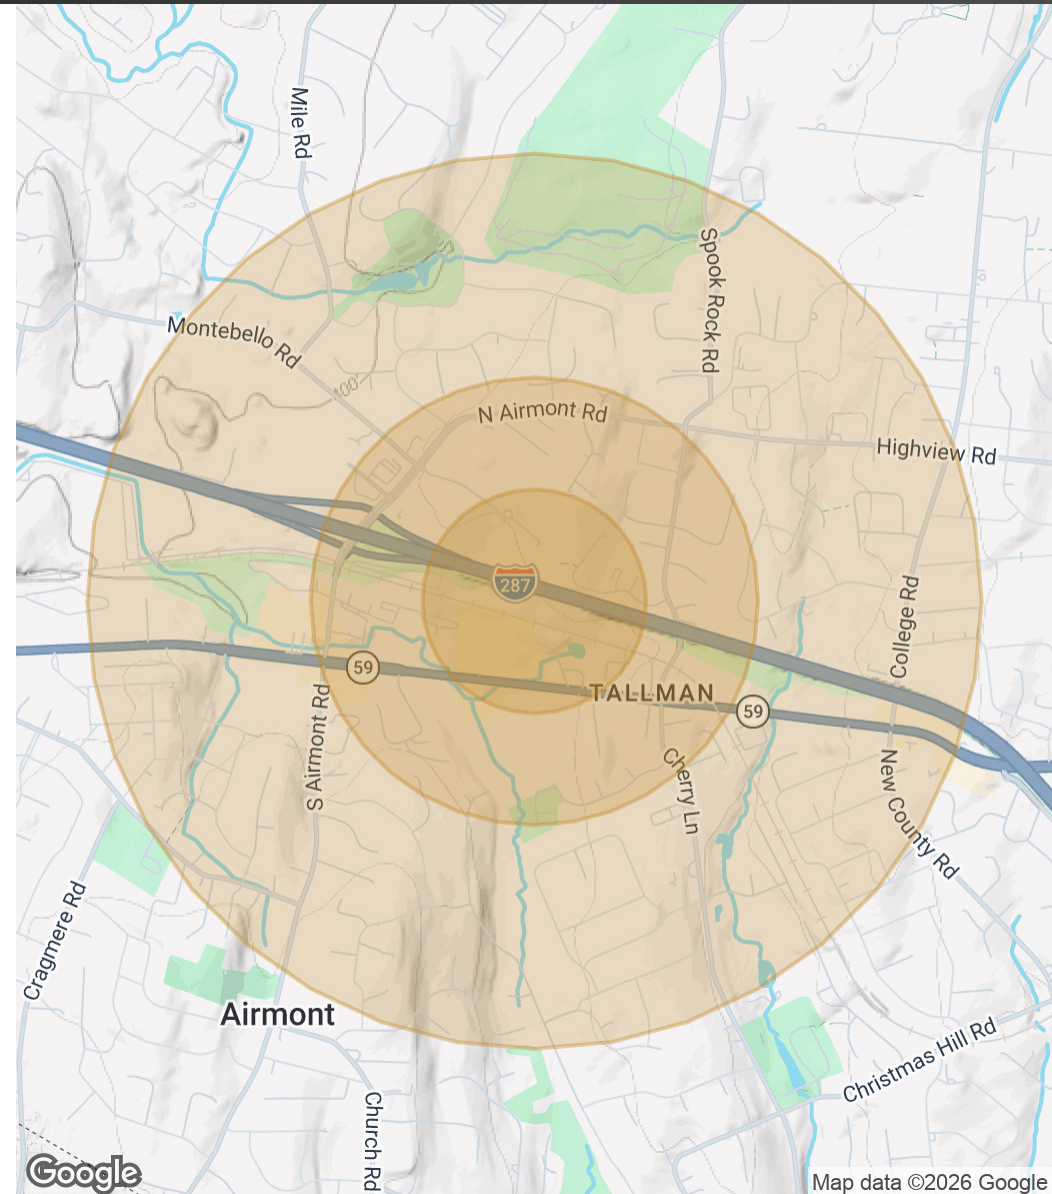 Mile Rd
Spook Rock Rd
Montebello Rd
100'
N Airmont Rd
Highview Rd
287
College Rd
59
TALLMAN
59
S Airmont Rd
Cherry Ln
New County Rd
Cragmere Rd
Airmont
Christmas Hill Rd
Church Rd
Google
Map data ©2026 Google